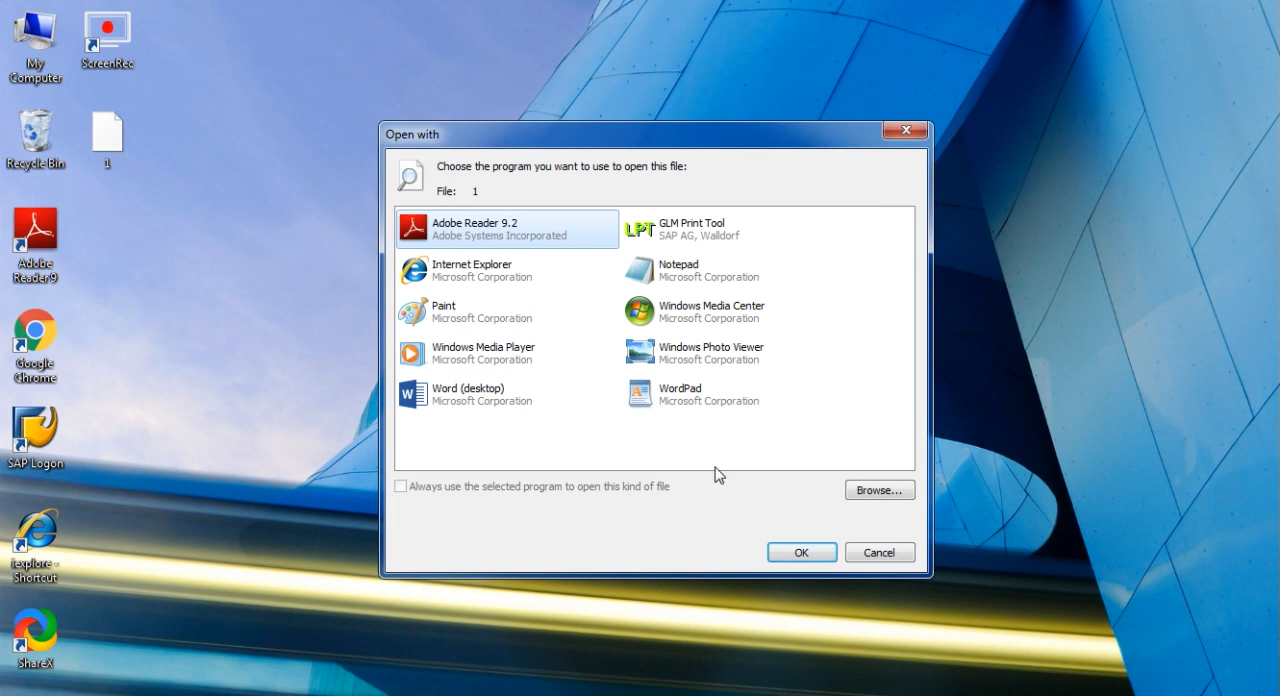 My
Computer
ScreenRec
Recycle Bin
1
Adobe
Reader9
Google
Chrome
SAP Logon
iexplore -
Shortcut
ShareX
Open with
Choose the program you want to use to open this file:
File: 1
Adobe Reader 9.2
Adobe Systems Incorporated
LPT
GLM Print Tool
SAP AG, Walldorf
Internet Explorer
Microsoft Corporation
Notepad
Microsoft Corporation
Paint
Microsoft Corporation
Windows Media Center
Microsoft Corporation
Windows Media Player
Microsoft Corporation
Windows Photo Viewer
Microsoft Corporation
W
Word (desktop)
Microsoft Corporation
A
WordPad
Microsoft Corporation
Always use the selected program to open this kind of file
Browse...
OK
Cancel